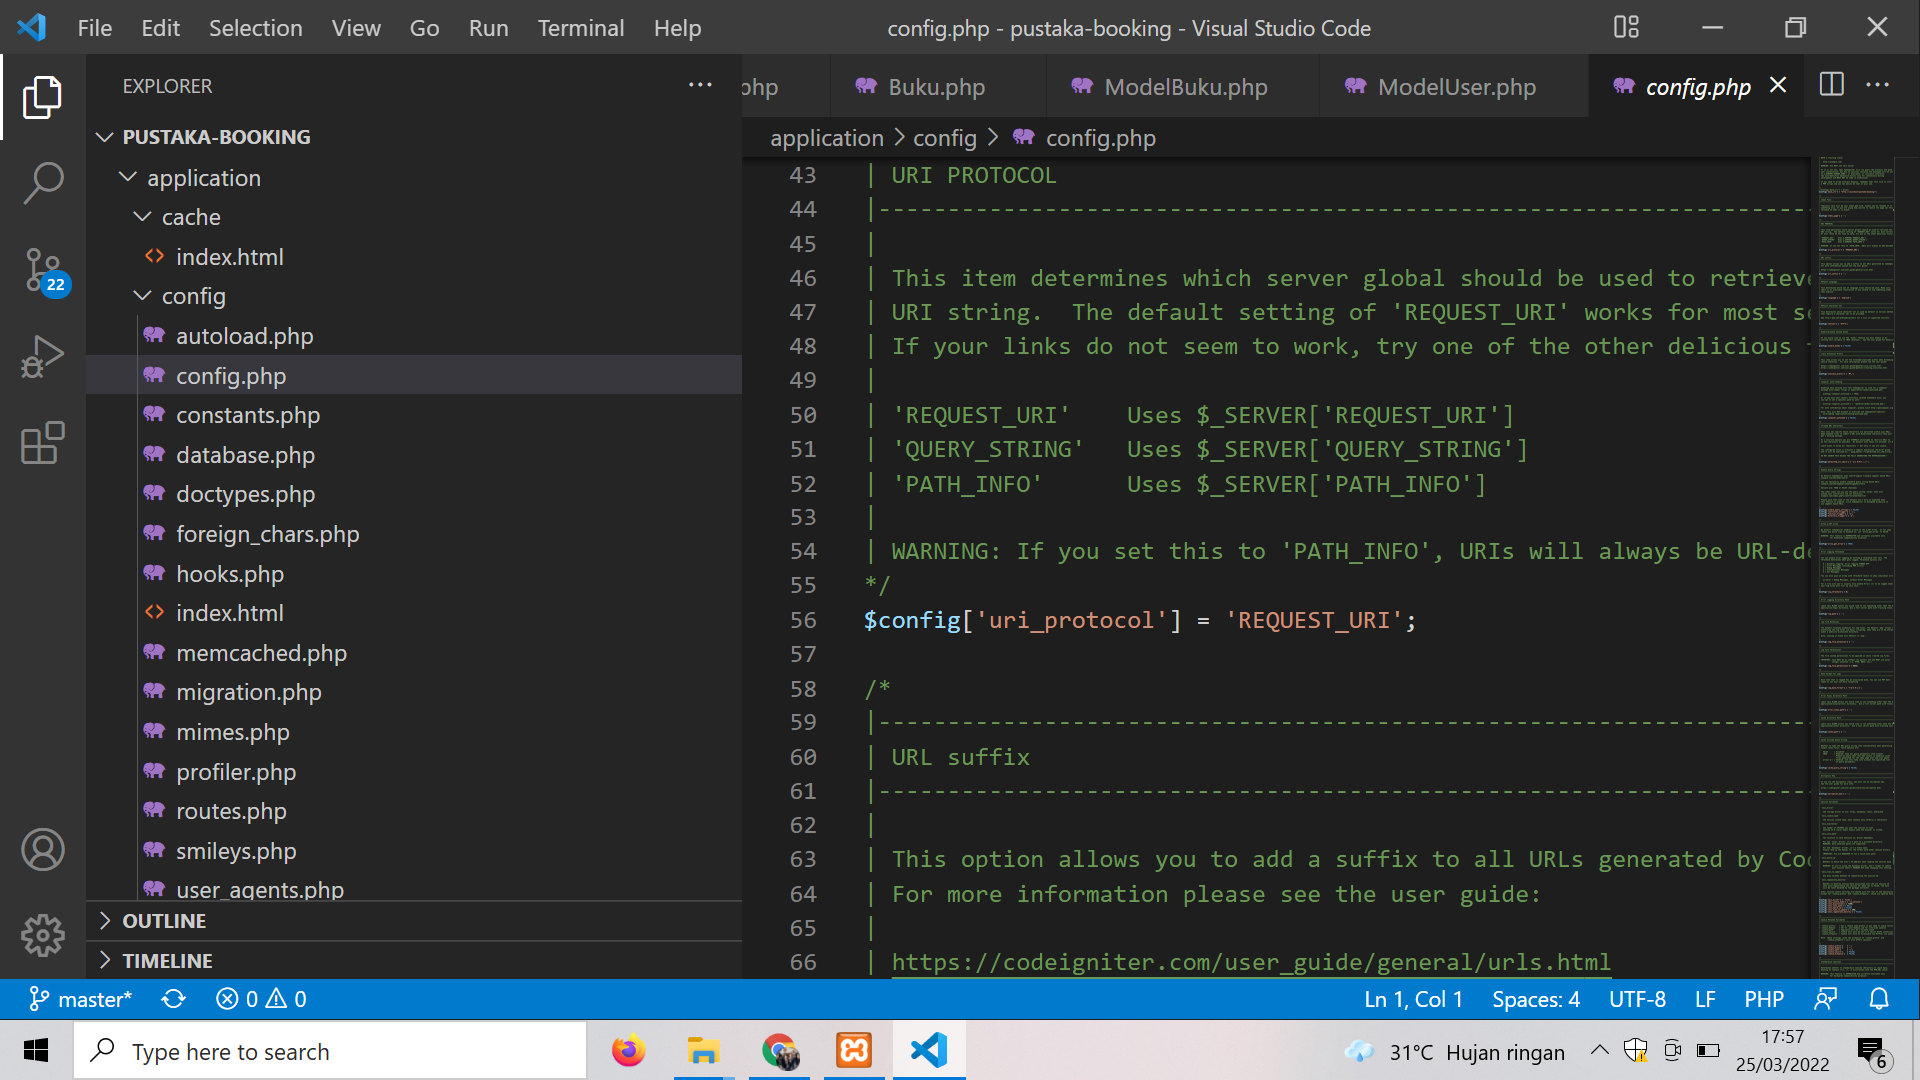 File Edit Selection View Go Run Terminal Help
config.php - pustaka-booking - Visual Studio Code
EXPLORER
PUSTAKA-BOOKING
application
cache
index.html
config
autoload.php
config.php
constants.php
database.php
doctypes.php
foreign_chars.php
hooks.php
index.html
memcached.php
migration.php
mimes.php
profiler.php
routes.php
smileys.php
user_agents.php
OUTLINE
TIMELINE
22
php Buku.php ModelBuku.php ModelUser.php config.php
application > config > config.php
43 | URI PROTOCOL
44 |--------------------------------------------------------------------
45 |
46 | This item determines which server global should be used to retrieve
47 | URI string.  The default setting of 'REQUEST_URI' works for most se
48 | If your links do not seem to work, try one of the other delicious
49 |
50 | 'REQUEST_URI'    Uses $_SERVER['REQUEST_URI']
51 | 'QUERY_STRING'   Uses $_SERVER['QUERY_STRING']
52 | 'PATH_INFO'      Uses $_SERVER['PATH_INFO']
53 |
54 | WARNING: If you set this to 'PATH_INFO', URIs will always be URL-de
55 */
56 $config['uri_protocol'] = 'REQUEST_URI';
57
58 /*
59 |--------------------------------------------------------------------
60 | URL suffix
61 |--------------------------------------------------------------------
62 |
63 | This option allows you to add a suffix to all URLs generated by Co
64 | For more information please see the user guide:
65 |
66 | https://codeigniter.com/user_guide/general/urls.html
master* 0 0 Ln 1, Col 1 Spaces: 4 UTF-8 LF PHP
Type here to search
31°C Hujan ringan
17:57
25/03/2022
6